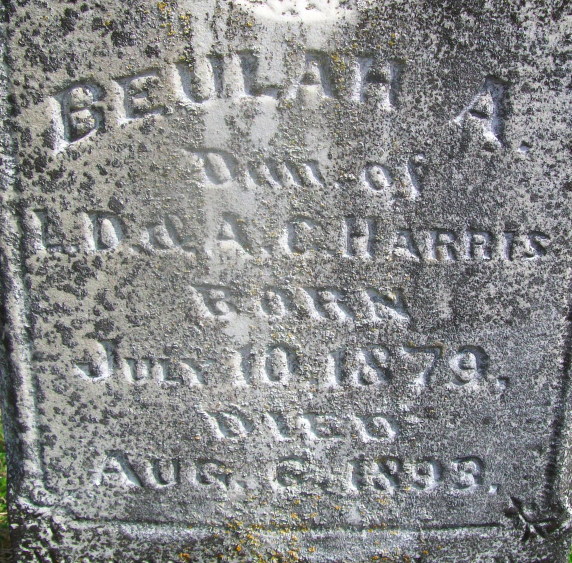 BEULAH A.
Dau. of
L. D. & A. C. HARRIS
BORN
JULY 10, 1879,
DIED
AUG. 6, 1893.